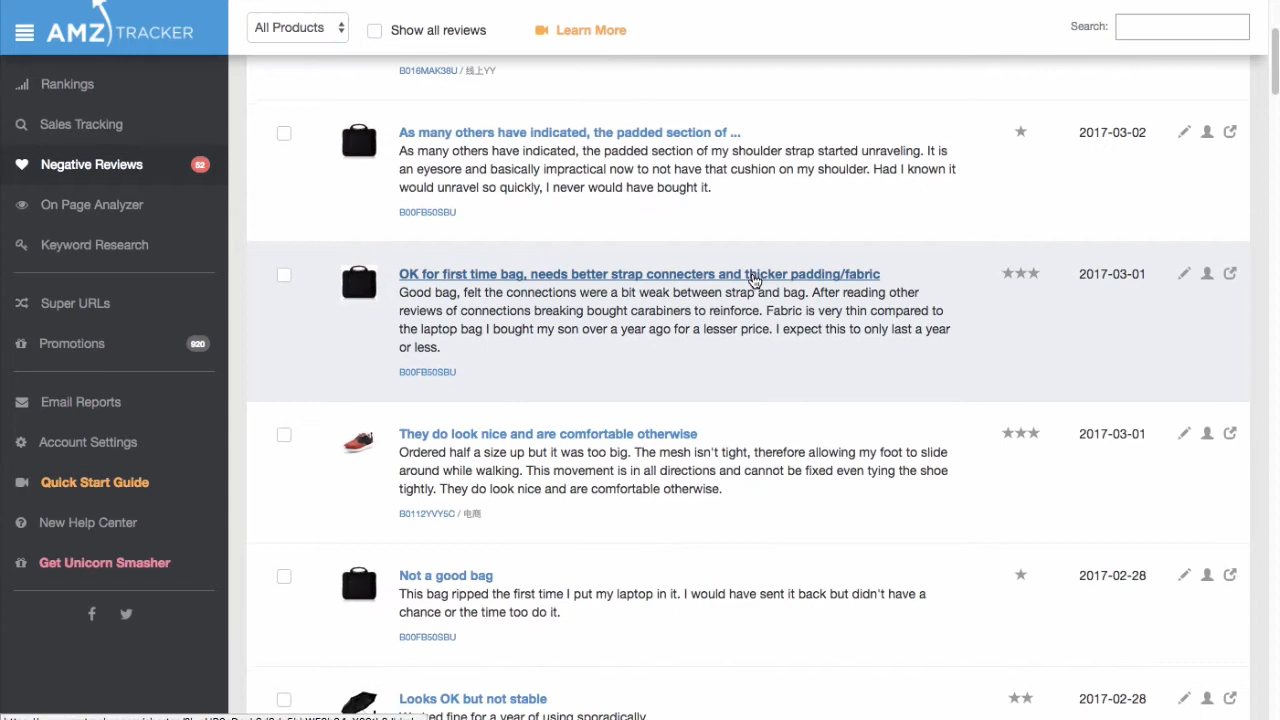 AMZ TRACKER
All Products
Show all reviews
Learn More
Search:
Rankings
Sales Tracking
Negative Reviews 52
On Page Analyzer
Keyword Research
Super URLs
Promotions 920
Email Reports
Account Settings
Quick Start Guide
New Help Center
Get Unicorn Smasher
B016MAK38U / 线上YY
As many others have indicated, the padded section of ... 2017-03-02
As many others have indicated, the padded section of my shoulder strap started unraveling. It is
an eyesore and basically impractical now to not have that cushion on my shoulder. Had I known it
would unravel so quickly, I never would have bought it.
B00FB50SBU
OK for first time bag, needs better strap connecters and thicker padding/fabric 2017-03-01
Good bag, felt the connections were a bit weak between strap and bag. After reading other
reviews of connections breaking bought carabiners to reinforce. Fabric is very thin compared to
the laptop bag I bought my son over a year ago for a lesser price. I expect this to only last a year
or less.
B00FB50SBU
They do look nice and are comfortable otherwise 2017-03-01
Ordered half a size up but it was too big. The mesh isn't tight, therefore allowing my foot to slide
around while walking. This movement is in all directions and cannot be fixed even tying the shoe
tightly. They do look nice and are comfortable otherwise.
B0112YVY5C / 电商
Not a good bag 2017-02-28
This bag ripped the first time I put my laptop in it. I would have sent it back but didn't have a
chance or the time too do it.
B00FB50SBU
Looks OK but not stable 2017-02-28
Worked fine for a year of using sporadically